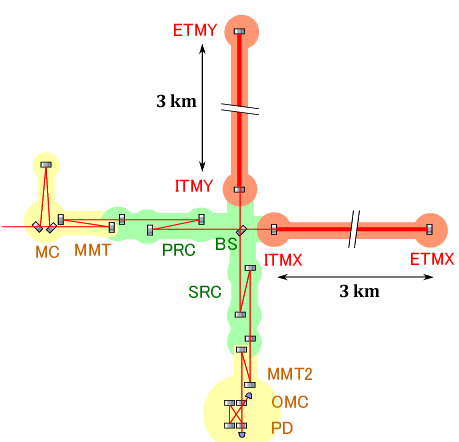 ETMY
3 km
ITMY
MC
MMT
PRC
BS
ITMX
ETMX
3 km
SRC
MMT2
OMC
PD